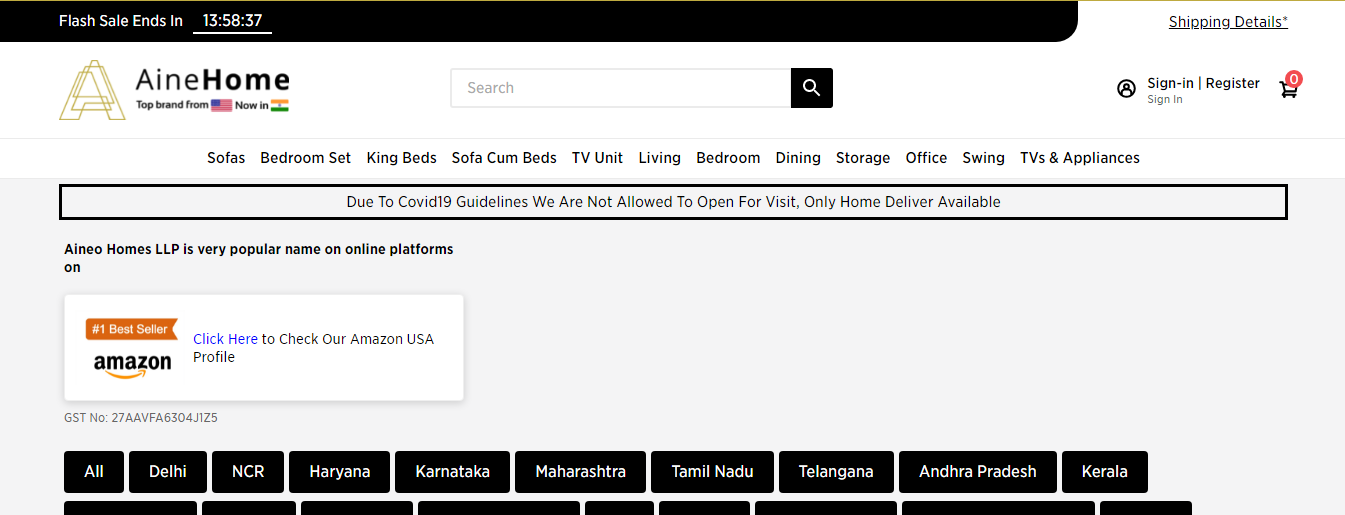 Flash Sale Ends In 13:58:37
Shipping Details*
AineHome
Top brand from Now in
Search
Sign-in | Register
Sign In
0
Sofas Bedroom Set King Beds Sofa Cum Beds TV Unit Living Bedroom Dining Storage Office Swing TVs & Appliances
Due To Covid19 Guidelines We Are Not Allowed To Open For Visit, Only Home Deliver Available
Aineo Homes LLP is very popular name on online platforms
on
#1 Best Seller
amazon
Click Here to Check Our Amazon USA
Profile
GST No: 27AAVFA6304J1Z5
All Delhi NCR Haryana Karnataka Maharashtra Tamil Nadu Telangana Andhra Pradesh Kerala